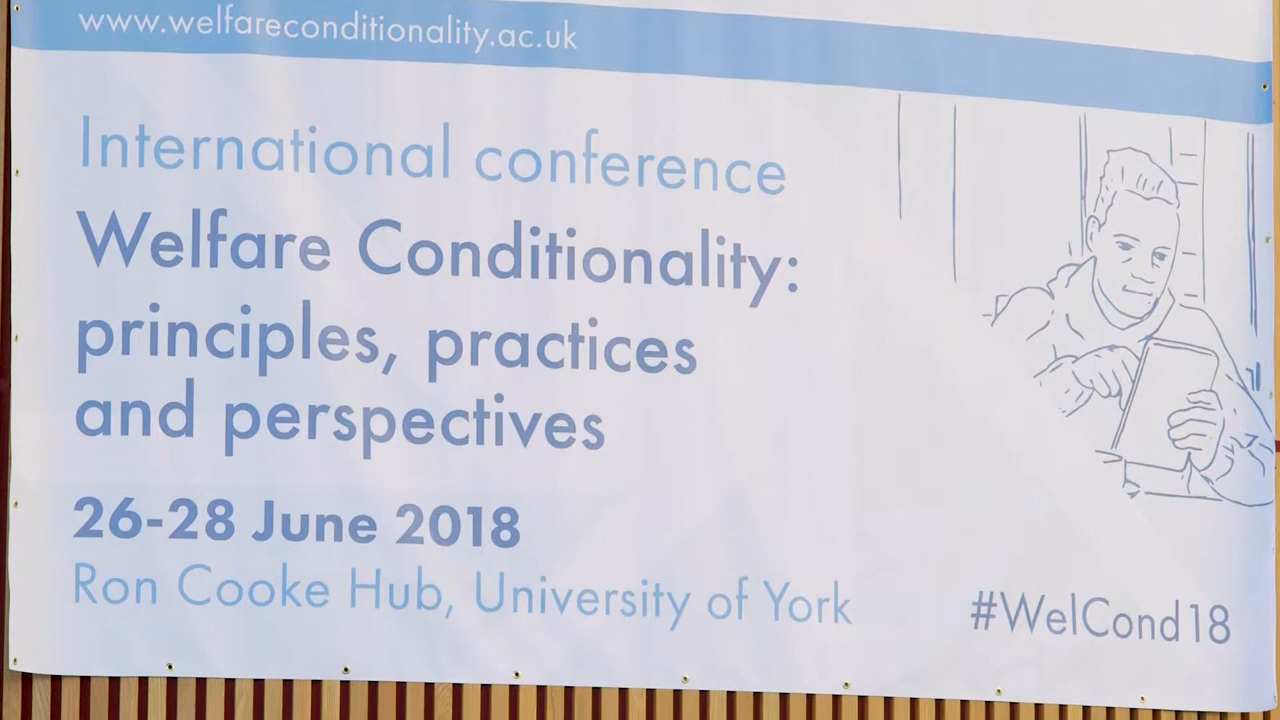 www.welfareconditionality.ac.uk
International conference
Welfare Conditionality:
principles, practices
and perspectives
26-28 June 2018
Ron Cooke Hub, University of York
#WelCond18